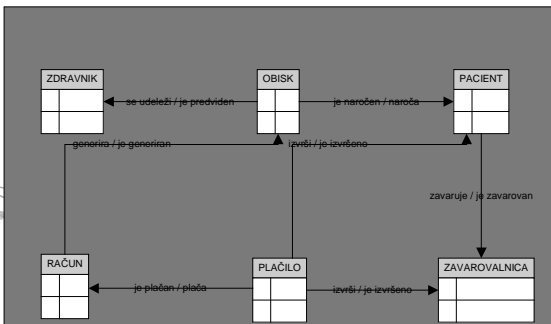 ZDRAVNIK
OBISK
PACIENT
se udeleži / je predviden
je naročen / naroča
generira / je generiran
izvrši / je izvršeno
zavaruje / je zavarovan
RAČUN
PLAČILO
ZAVAROVALNICA
je plačan / plača
izvrši / je izvršeno